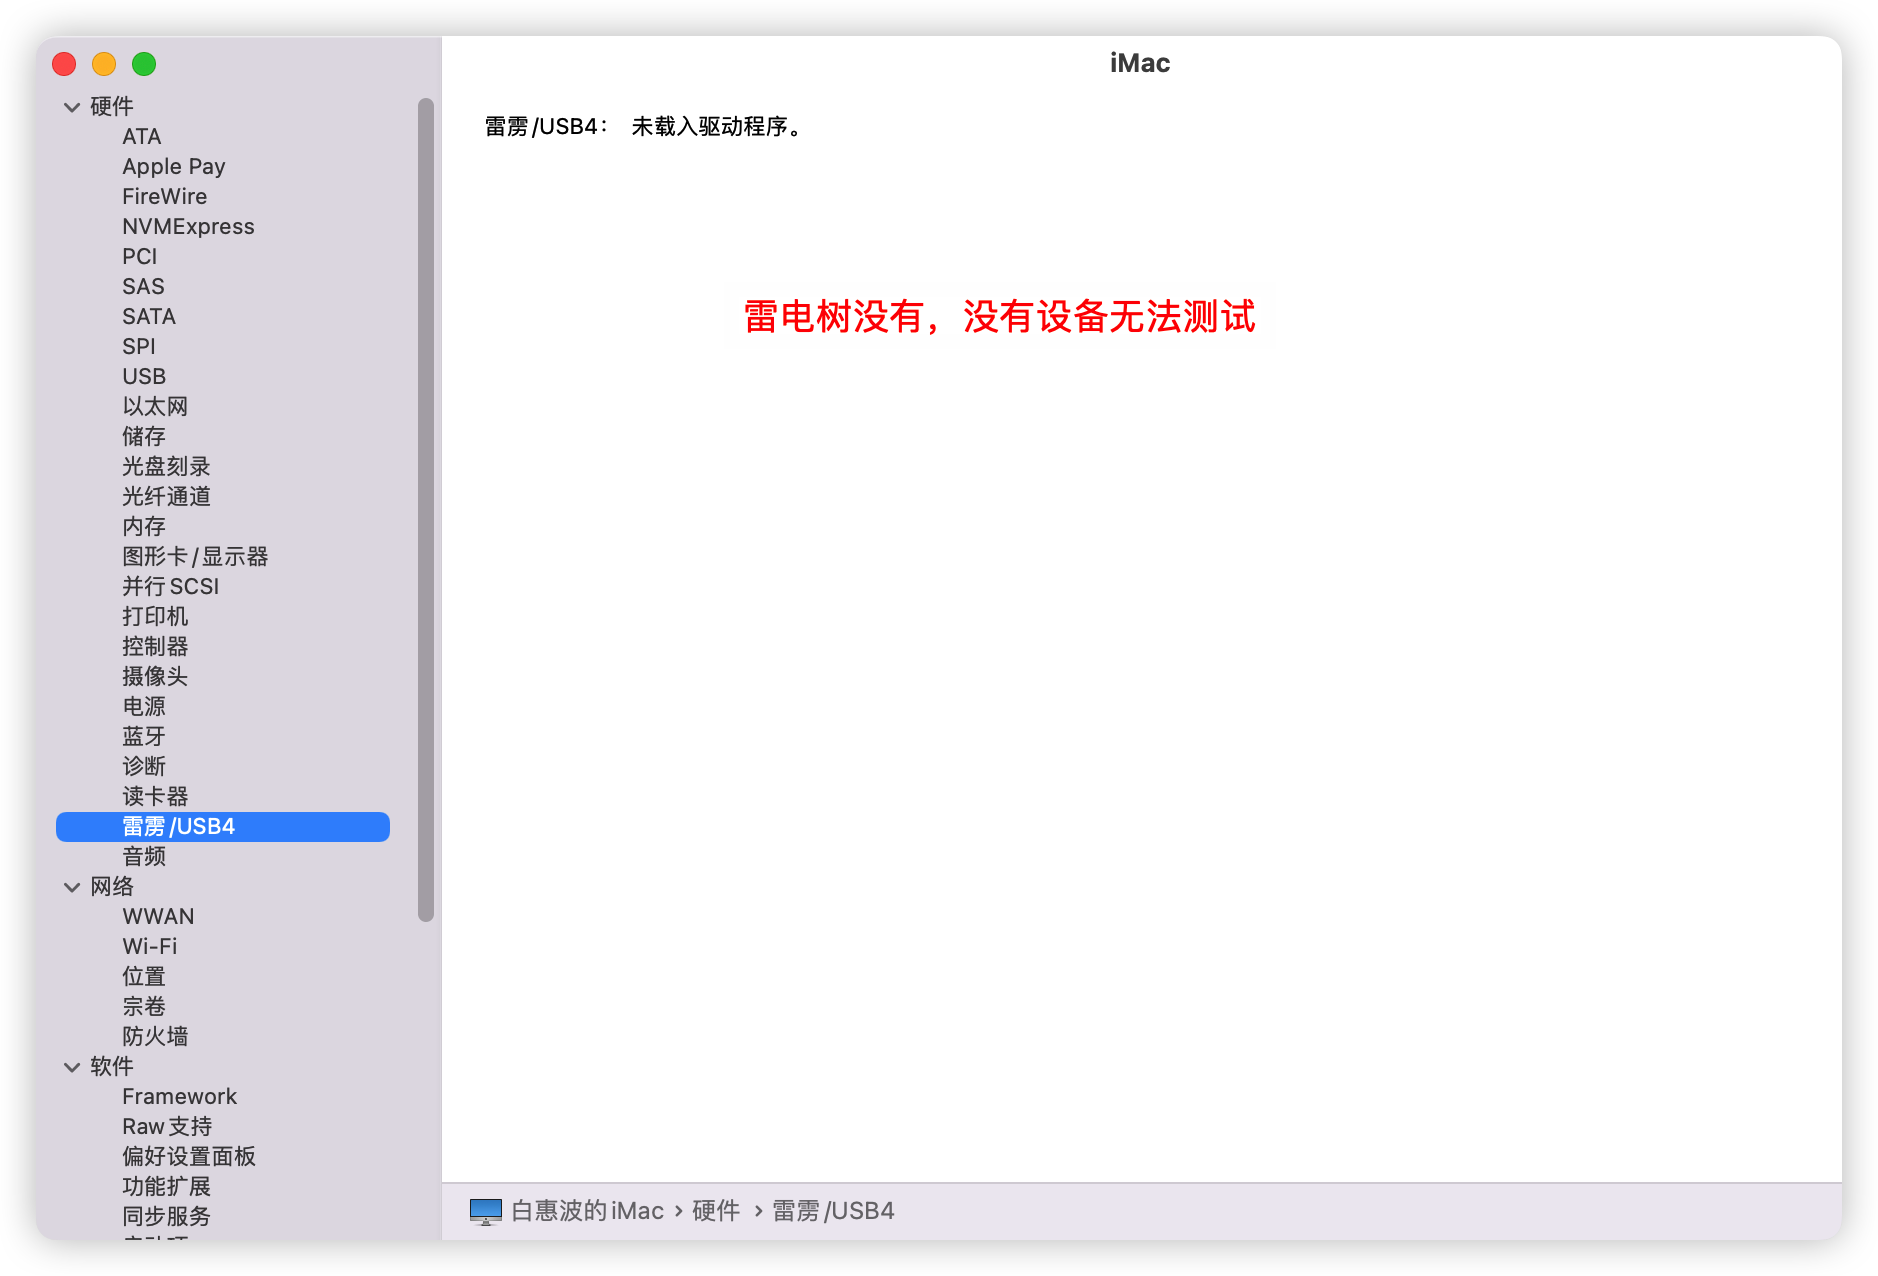 硬件
ATA
Apple Pay
FireWire
NVMExpress
PCI
SAS
SATA
SPI
USB
以太网
储存
光盘刻录
光纤通道
内存
图形卡/显示器
并行SCSI
打印机
控制器
摄像头
电源
蓝牙
诊断
读卡器
雷雳/USB4
音频
网络
WWAN
Wi-Fi
位置
宗卷
防火墙
软件
Framework
Raw支持
偏好设置面板
功能扩展
同步服务
iMac
雷雳/USB4： 未载入驱动程序。
雷电树没有，没有设备无法测试
白惠波的iMac › 硬件 › 雷雳/USB4